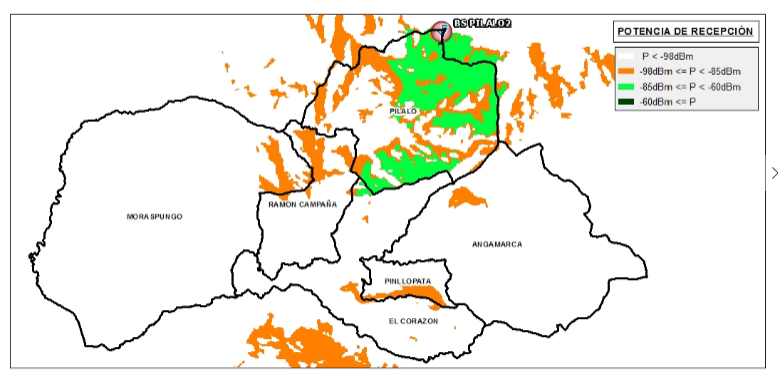 BS PILALO2
POTENCIA DE RECEPCIÓN
P < -98dBm
-98dBm <= P < -85dBm
-85dBm <= P < -60dBm
-60dBm <= P
PILALO
RAMON CAMPAÑA
MORASPUNGO
ANGAMARCA
PINLLOPATA
EL CORAZON